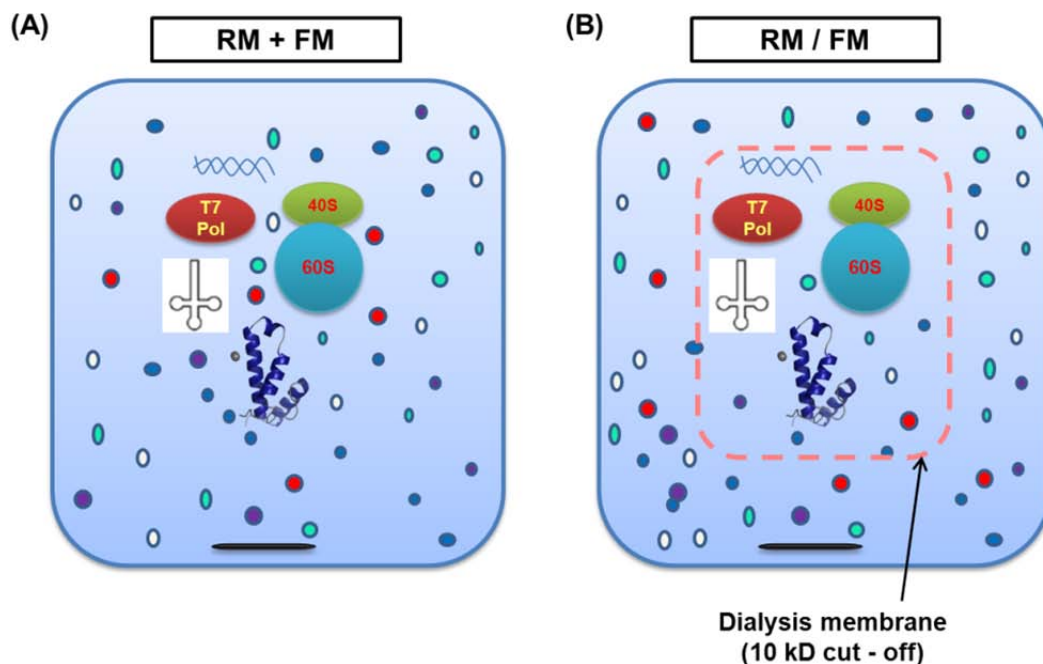 (A)
RM + FM
T7
Pol
40S
60S
(B)
RM / FM
T7
Pol
40S
60S
Dialysis membrane
(10 kD cut - off)